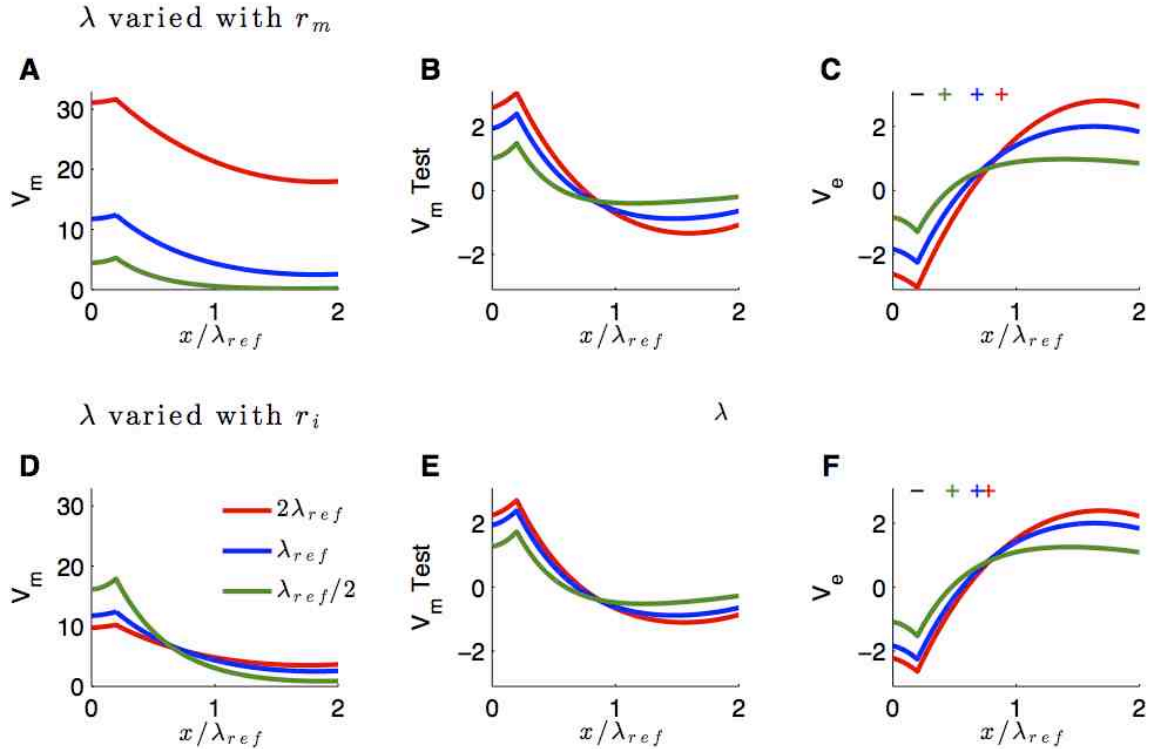 λ varied with r_m
A
B
C
− + + +
30
20
10
0
V_m
0 1 2
x/λ_ref
2
0
−2
V_m Test
0 1 2
x/λ_ref
2
0
−2
V_e
0 1 2
x/λ_ref
λ varied with r_i
λ
D
E
F
− + + +
30
20
10
0
V_m
2λ_ref
λ_ref
λ_ref/2
0 1 2
x/λ_ref
2
0
−2
V_m Test
0 1 2
x/λ_ref
2
0
−2
V_e
0 1 2
x/λ_ref